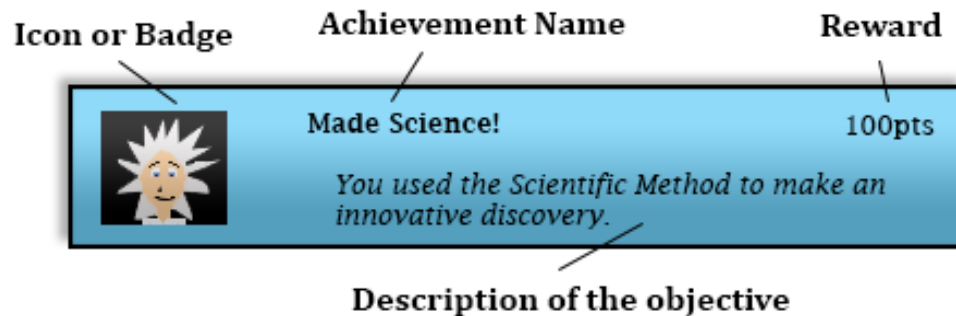 Icon or Badge
Achievement Name
Reward
Made Science!
100pts
You used the Scientific Method to make an
innovative discovery.
Description of the objective